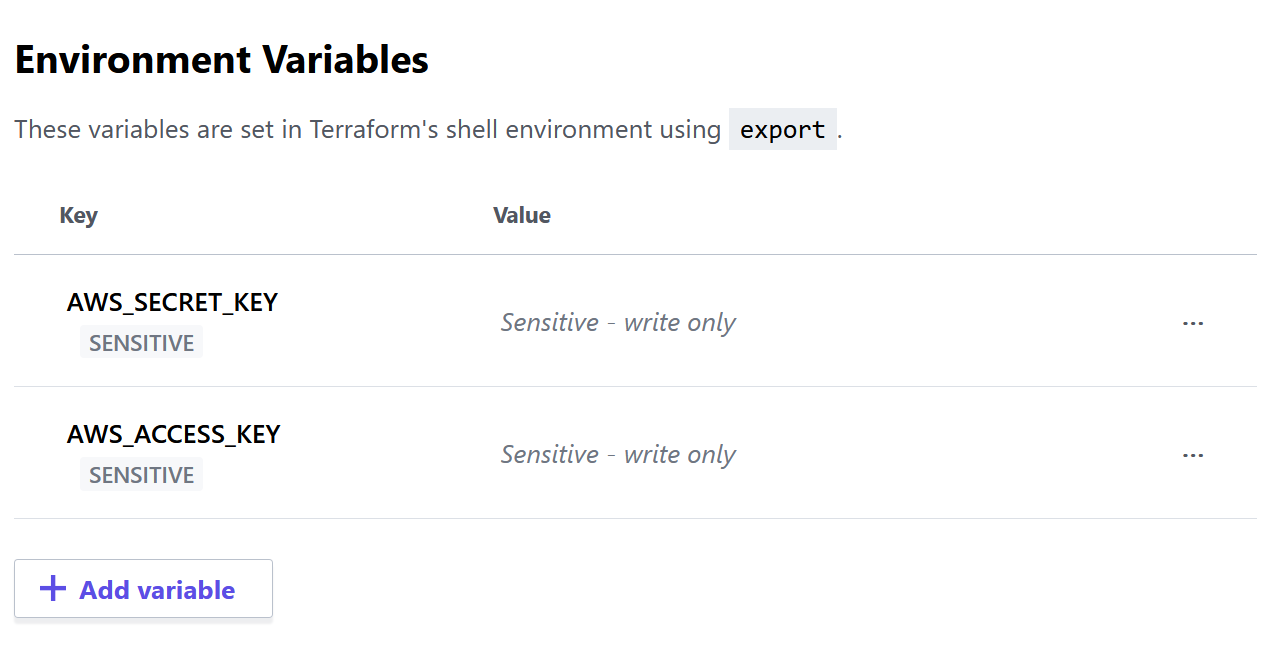 Environment Variables
These variables are set in Terraform's shell environment using export.
Key Value
AWS_SECRET_KEY
SENSITIVE
Sensitive - write only
...
AWS_ACCESS_KEY
SENSITIVE
Sensitive - write only
...
+ Add variable